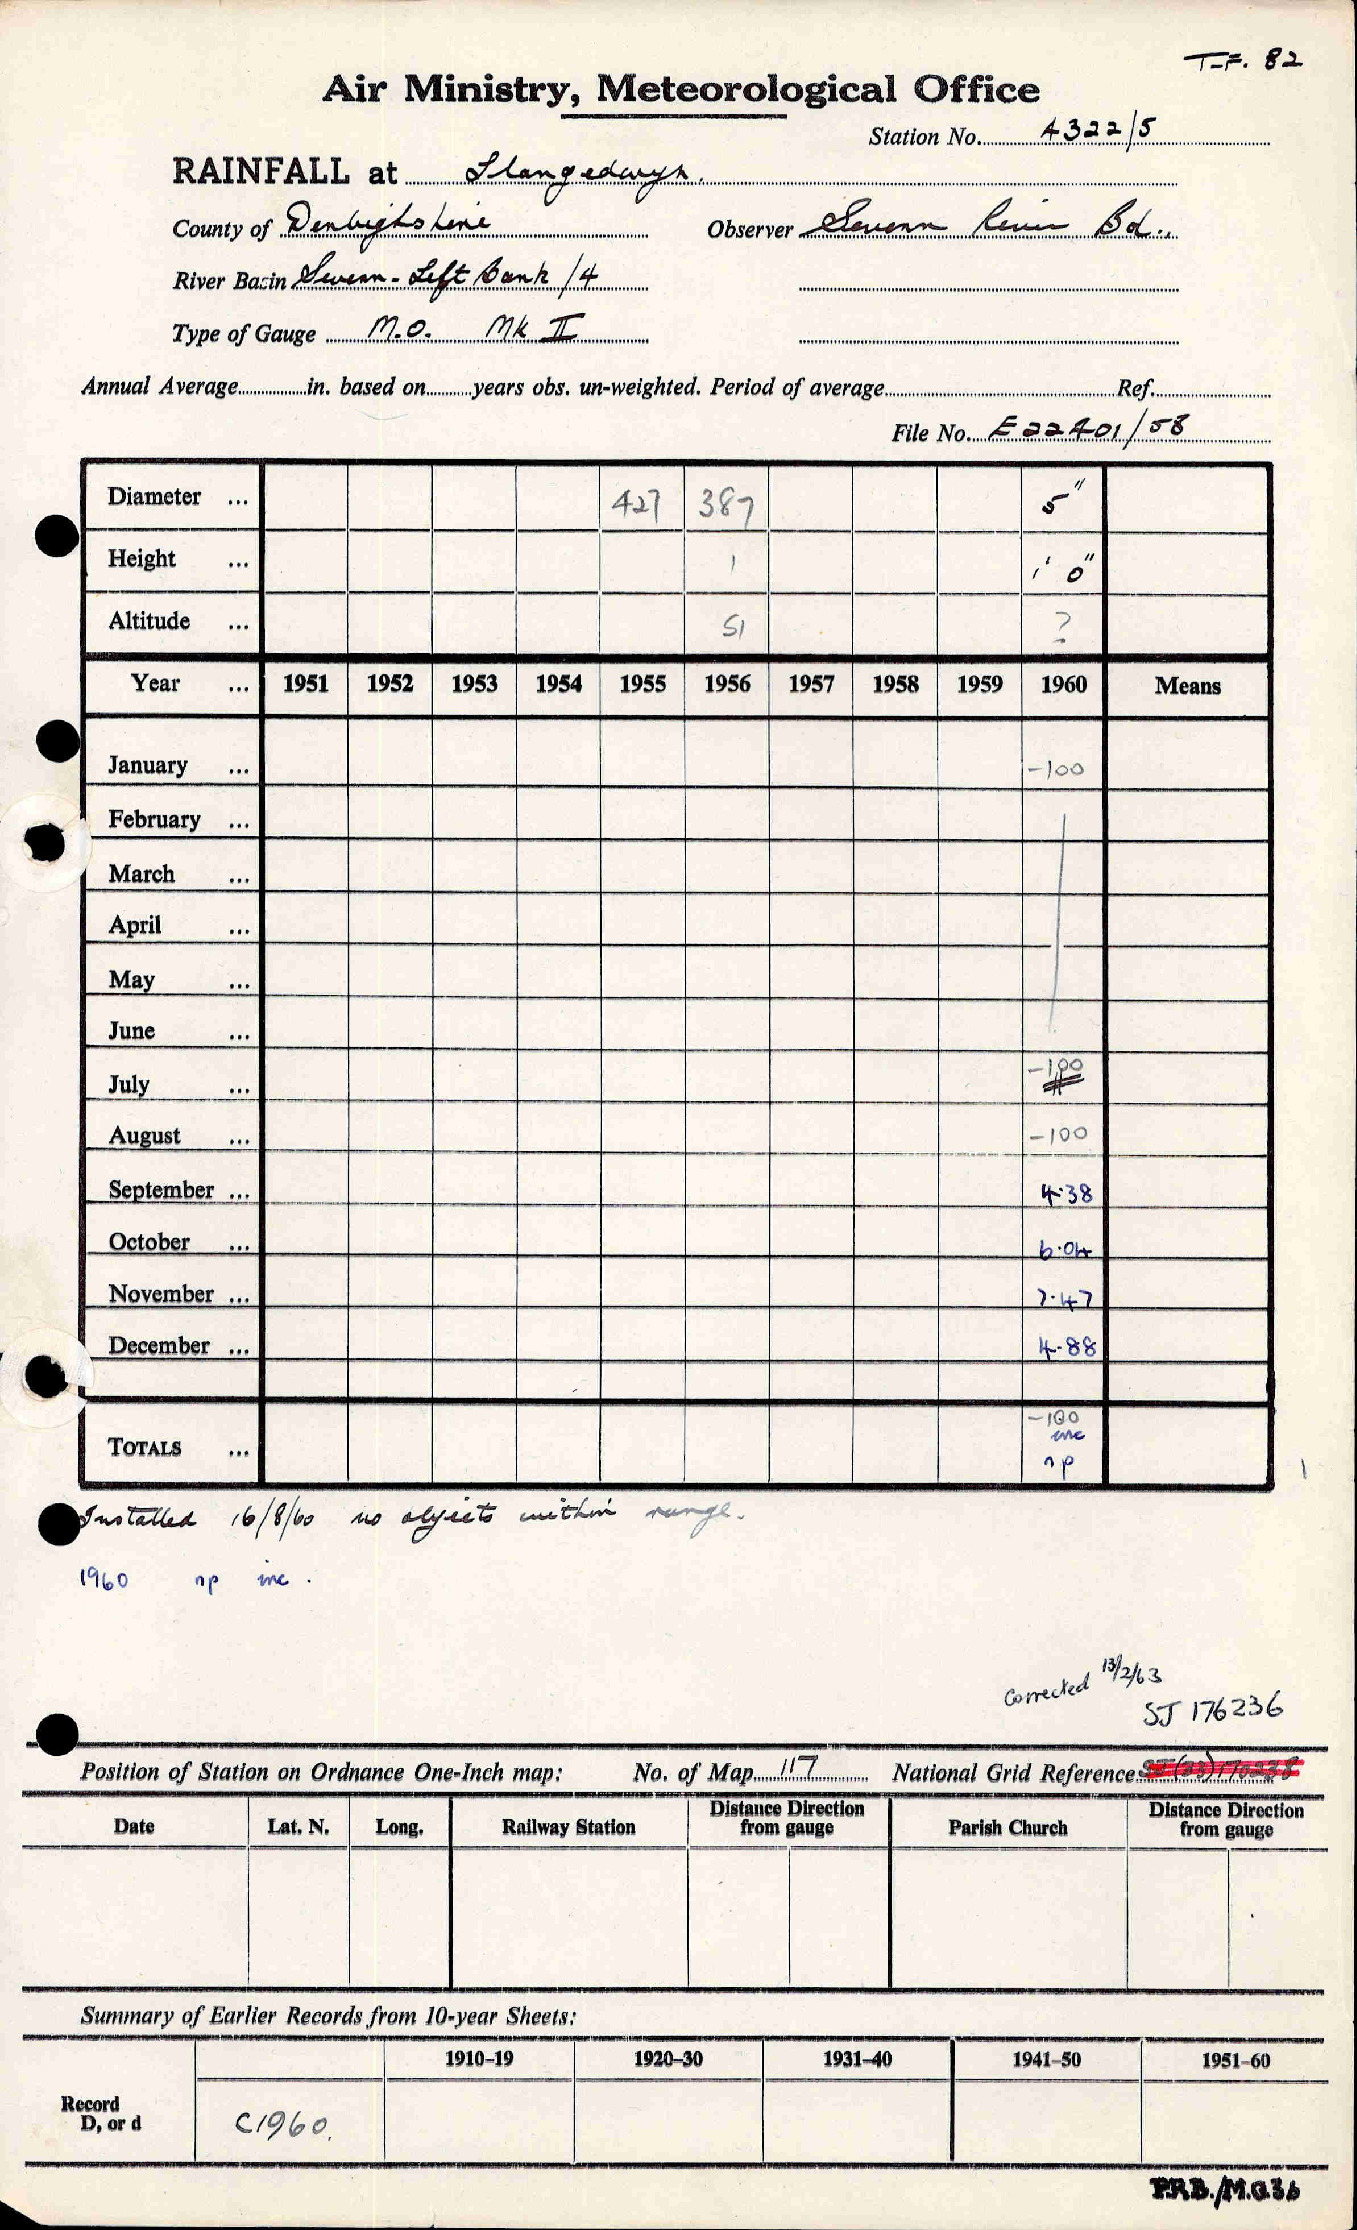 T-F. 82
Air Ministry, Meteorological Office
Station No. 4322/5
RAINFALL at Llangedwyn.
County of Denbighshire Observer Severn River Bd.
River Basin Severn - Left Bank /4
Type of Gauge M.O. Mk II
Annual Average in. based on years obs. un-weighted. Period of average Ref.
File No. E22401/58
Diameter ... 427 387 5"
Height ... 1 1' 0"
Altitude ... 51 ?
Year ... 1951 1952 1953 1954 1955 1956 1957 1958 1959 1960 Means
January ... -100
February ...
March ...
April ...
May ...
June ...
July ... -100
August ... -100
September ... 4.38
October ... 6.04
November ... 7.47
December ... 4.88
-100
inc
TOTALS ... np
Installed 16/8/60 no objects within range.
1960 np inc.
Corrected 13/2/63
SJ 176236
Position of Station on Ordnance One-Inch map: No. of Map 117 National Grid Reference
Date Lat. N. Long. Railway Station Distance Direction from gauge Parish Church Distance Direction from gauge
Summary of Earlier Records from 10-year Sheets:
1910–19 1920–30 1931–40 1941–50 1951–60
Record
D, or d C1960.